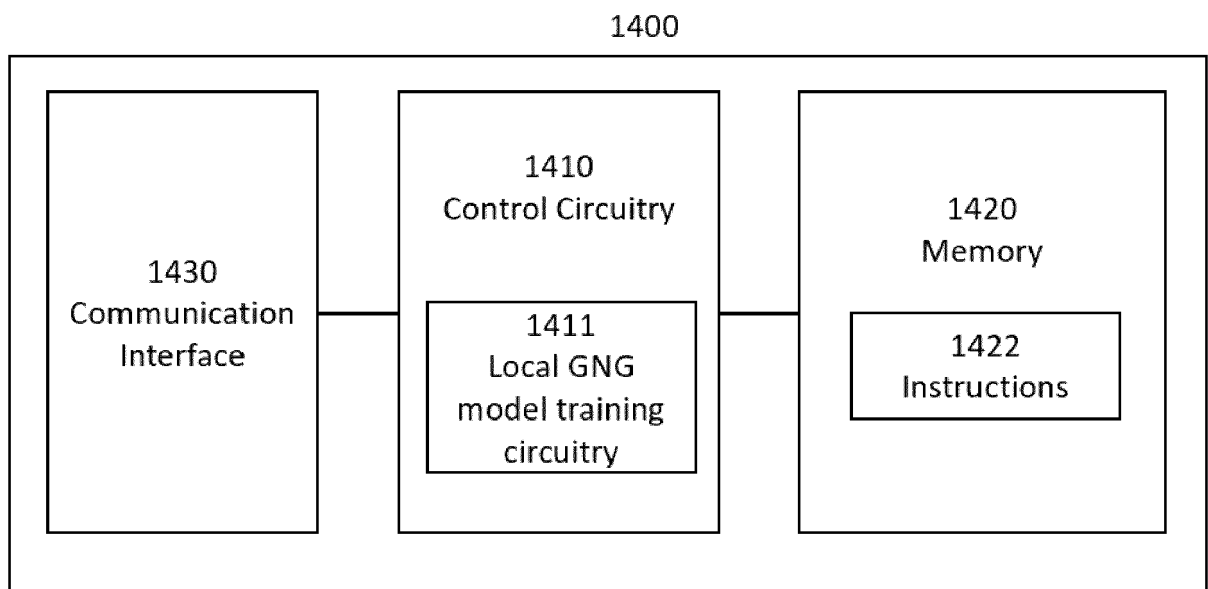 1400
1430
Communication
Interface
1410
Control Circuitry
1411
Local GNG
model training
circuitry
1420
Memory
1422
Instructions